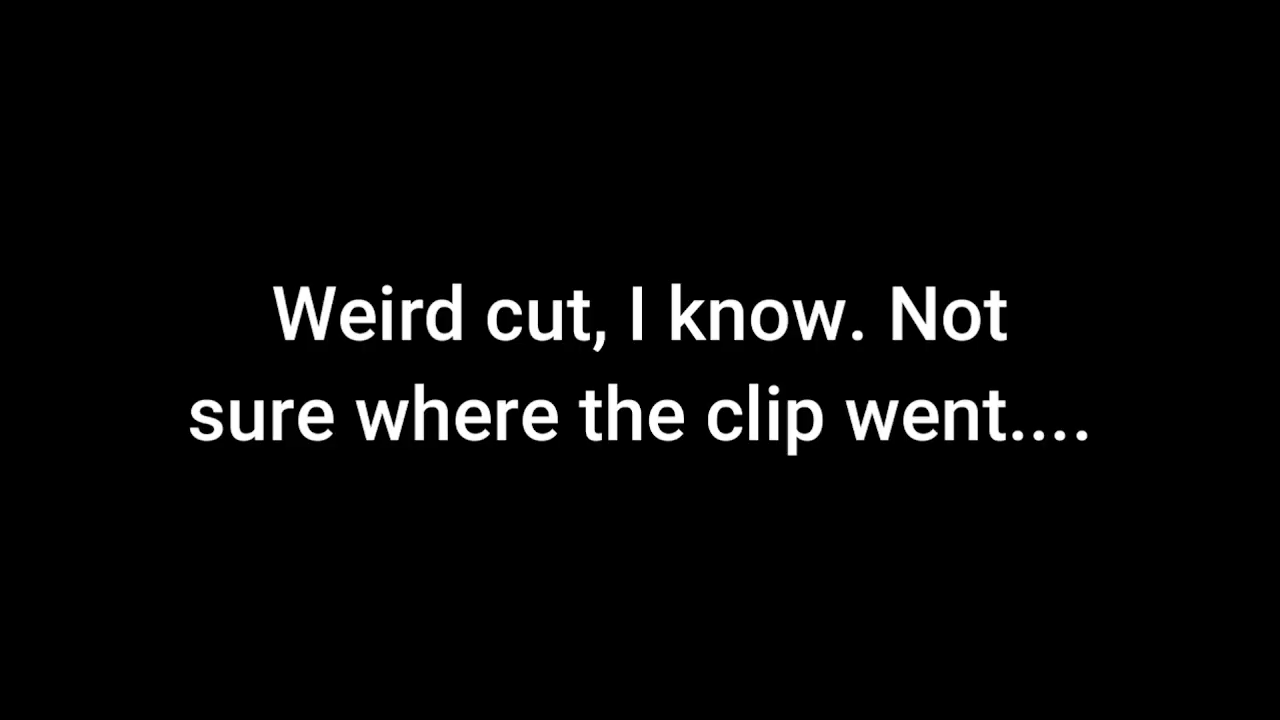 Weird cut, I know. Not
sure where the clip went....